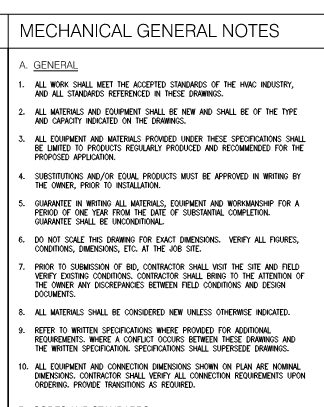 MECHANICAL GENERAL NOTES
A. GENERAL
1. ALL WORK SHALL MEET THE ACCEPTED STANDARDS OF THE HVAC INDUSTRY,
AND ALL STANDARDS REFERENCED IN THESE DRAWINGS.
2. ALL MATERIALS AND EQUIPMENT SHALL BE NEW AND SHALL BE OF THE TYPE
AND CAPACITY INDICATED ON THE DRAWINGS.
3. ALL EQUIPMENT AND MATERIALS PROVIDED UNDER THESE SPECIFICATIONS SHALL
BE LIMITED TO PRODUCTS REGULARLY PRODUCED AND RECOMMENDED FOR THE
PROPOSED APPLICATION.
4. SUBSTITUTIONS AND/OR EQUAL PRODUCTS MUST BE APPROVED IN WRITING BY
THE OWNER, PRIOR TO INSTALLATION.
5. GUARANTEE IN WRITING ALL MATERIALS, EQUIPMENT AND WORKMANSHIP FOR A
PERIOD OF ONE YEAR FROM THE DATE OF SUBSTANTIAL COMPLETION.
GUARANTEE SHALL BE UNCONDITIONAL.
6. DO NOT SCALE THIS DRAWING FOR EXACT DIMENSIONS. VERIFY ALL FIGURES,
CONDITIONS, DIMENSIONS, ETC. AT THE JOB SITE.
7. PRIOR TO SUBMISSION OF BID, CONTRACTOR SHALL VISIT THE SITE AND FIELD
VERIFY EXISTING CONDITIONS. CONTRACTOR SHALL BRING TO THE ATTENTION OF
THE OWNER ANY DISCREPANCIES BETWEEN FIELD CONDITIONS AND DESIGN
DOCUMENTS.
8. ALL MATERIALS SHALL BE CONSIDERED NEW UNLESS OTHERWISE INDICATED.
9. REFER TO WRITTEN SPECIFICATIONS WHERE PROVIDED FOR ADDITIONAL
REQUIREMENTS. WHERE A CONFLICT OCCURS BETWEEN THESE DRAWINGS AND
THE WRITTEN SPECIFICATION. SPECIFICATIONS SHALL SUPERSEDE DRAWINGS.
10. ALL EQUIPMENT AND CONNECTION DIMENSIONS SHOWN ON PLAN ARE NOMINAL
DIMENSIONS. CONTRACTOR SHALL VERIFY ALL CONNECTION REQUIREMENTS UPON
ORDERING. PROVIDE TRANSITIONS AS REQUIRED.